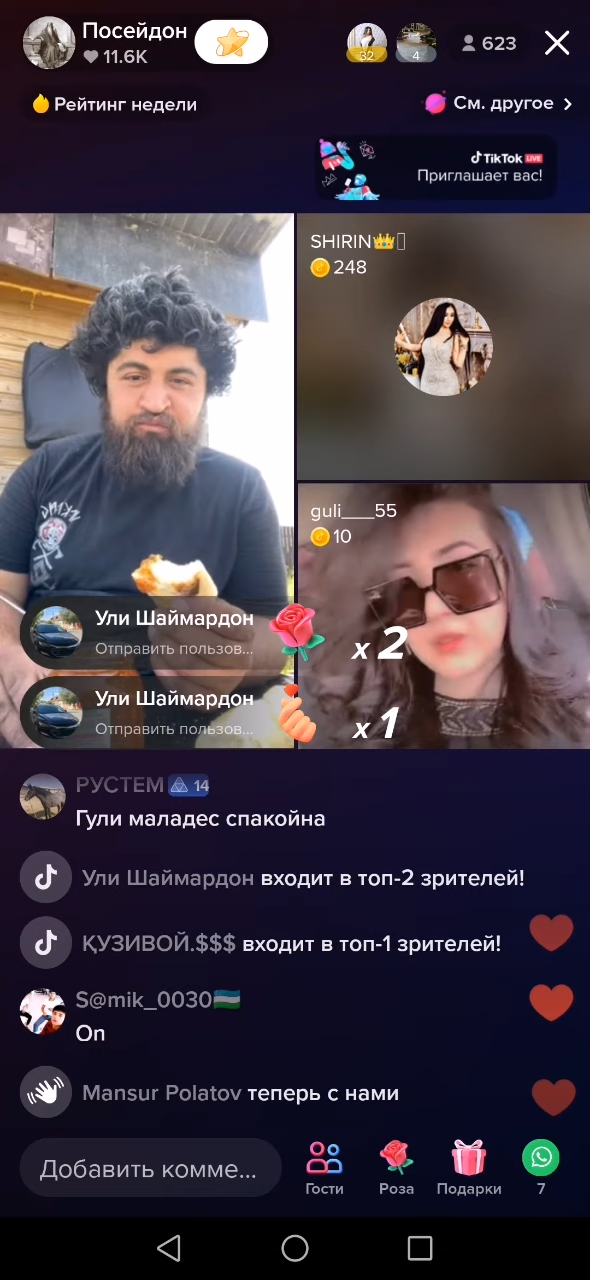 Посейдон
11.6K
32
4
623
Рейтинг недели
См. другое
TikTok LIVE
Приглашает вас!
SHIRIN👑
248
guli___55
10
Ули Шаймардон
Отправить пользов...
x 2
Ули Шаймардон
Отправить пользов...
x 1
РУСТЕМ 14
Гули маладес спакойна
Ули Шаймардон входит в топ-2 зрителей!
ҚУЗИВОЙ.$$$ входит в топ-1 зрителей!
S@mik_0030🇺🇿
On
Mansur Polatov теперь с нами
Добавить комме...
Гости
Роза
Подарки
7